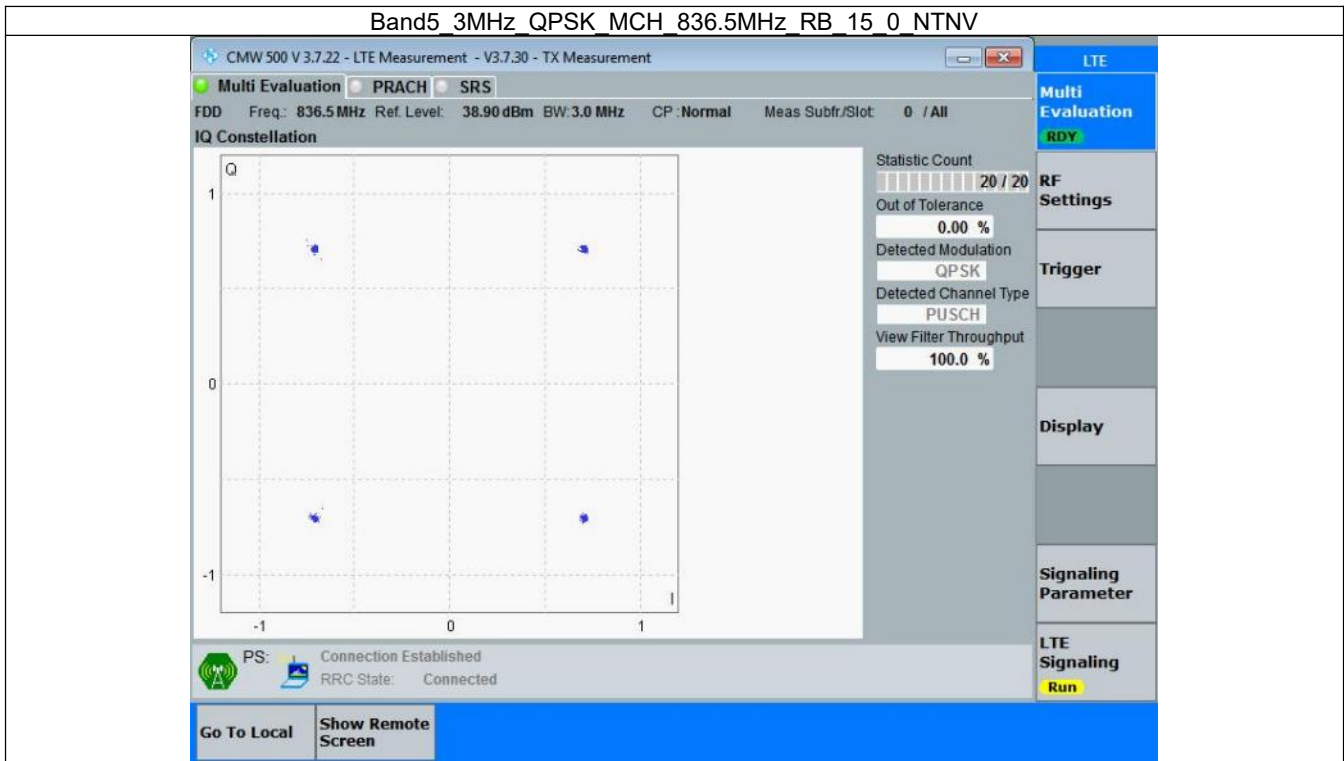 Band5_3MHz_QPSK_MCH_836.5MHz_RB_15_0_NTNV
CMW 500 V 3.7.22 - LTE Measurement - V3.7.30 - TX Measurement
LTE
Multi Evaluation PRACH SRS
FDD Freq.: 836.5 MHz Ref. Level: 38.90 dBm BW: 3.0 MHz CP : Normal Meas Subfr./Slot: 0 / All
IQ Constellation
Q
1
0
-1
I
-1 0 1
Statistic Count
20 / 20
Out of Tolerance
0.00 %
Detected Modulation
QPSK
Detected Channel Type
PUSCH
View Filter Throughput
100.0 %
Multi
Evaluation
RDY
RF
Settings
Trigger
Display
Signaling
Parameter
LTE
Signaling
Run
PS: Connection Established
RRC State: Connected
Go To Local
Show Remote
Screen